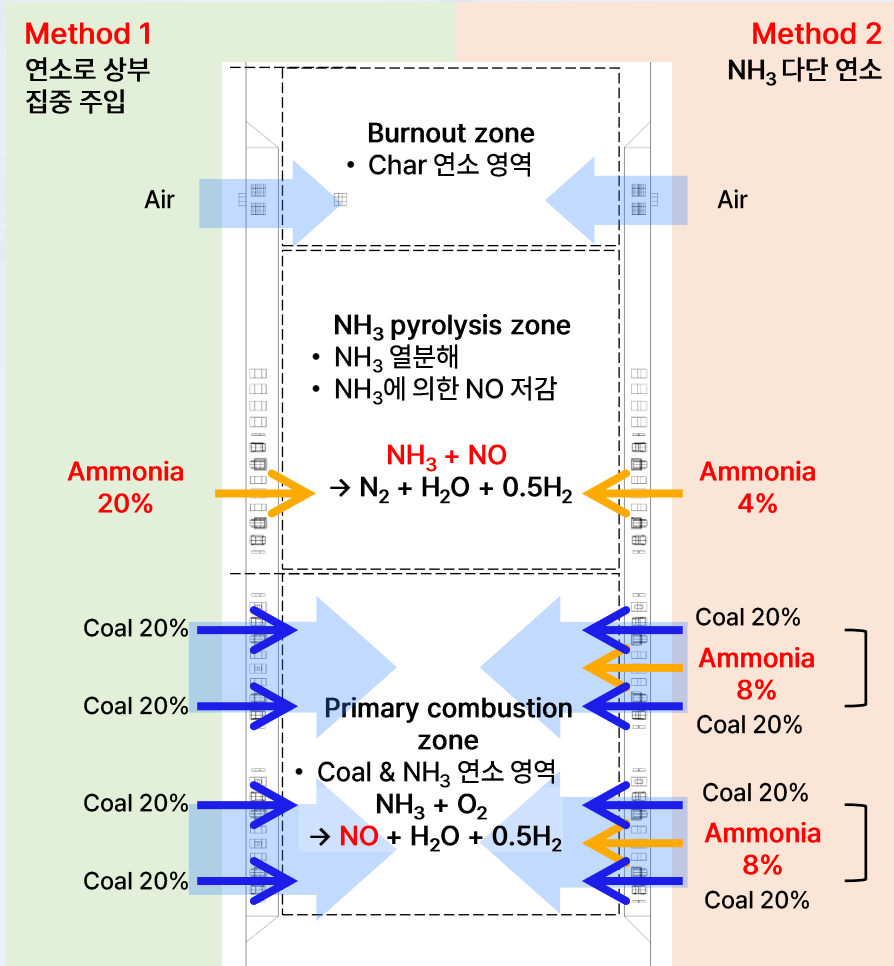 Method 1
연소로 상부
집중 주입
Method 2
NH₃ 다단 연소
Burnout zone
• Char 연소 영역
Air
Air
NH₃ pyrolysis zone
• NH₃ 열분해
• NH₃에 의한 NO 저감
NH₃ + NO
→ N₂ + H₂O + 0.5H₂
Ammonia
20%
Ammonia
4%
Coal 20%
Coal 20%
Coal 20%
Coal 20%
Coal 20%
Ammonia
8%
Coal 20%
Coal 20%
Ammonia
8%
Coal 20%
Primary combustion
zone
• Coal & NH₃ 연소 영역
NH₃ + O₂
→ NO + H₂O + 0.5H₂